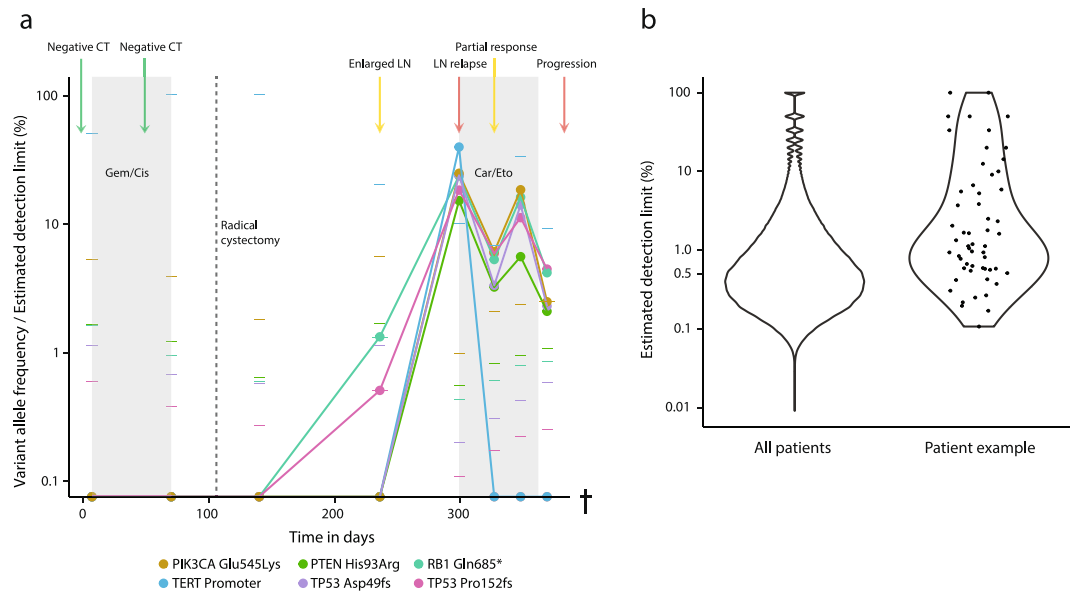 a
b
Negative CT
Negative CT
Enlarged LN
Partial response
LN relapse
Progression
Variant allele frequency / Estimated detection limit (%)
100
10
1
0.1
Gem/Cis
Radical
cystectomy
Car/Eto
0
100
200
300
†
Time in days
PIK3CA Glu545Lys
PTEN His93Arg
RB1 Gln685*
TERT Promoter
TP53 Asp49fs
TP53 Pro152fs
Estimated detection limit (%)
100
10
1.0
0.5
0.1
0.01
All patients
Patient example